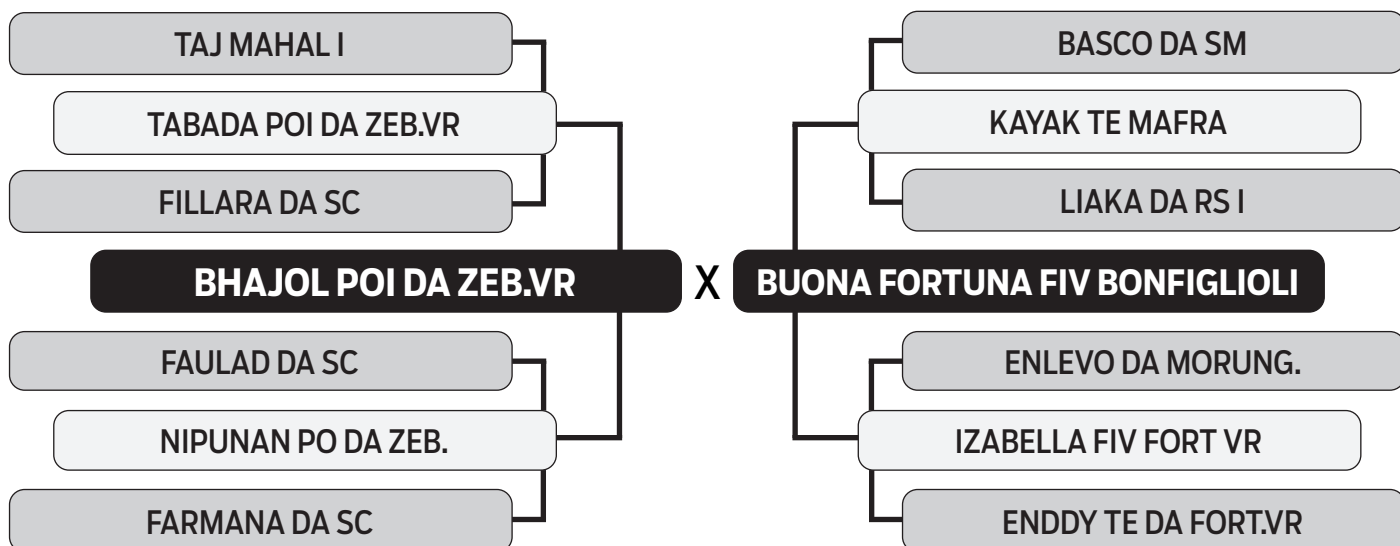 TAJ MAHAL I
BASCO DA SM
TABADA POI DA ZEB.VR
KAYAK TE MAFRA
FILLARA DA SC
LIAKA DA RS I
BHAJOL POI DA ZEB.VR X BUONA FORTUNA FIV BONFIGLIOLI
FAULAD DA SC
ENLEVO DA MORUNG.
NIPUNAN PO DA ZEB.
IZABELLA FIV FORT VR
FARMANA DA SC
ENDDY TE DA FORT.VR